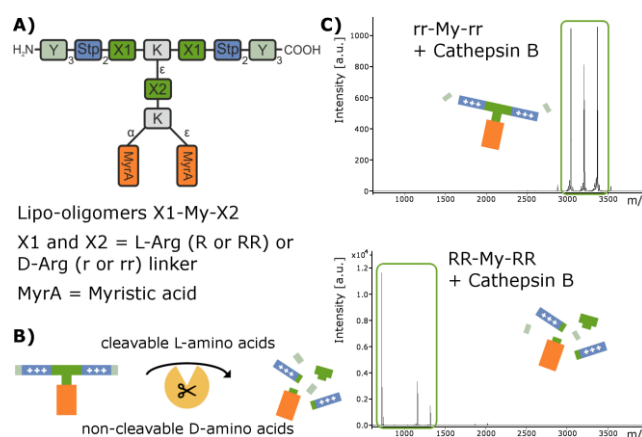 A)
H₂N Y 3 Stp 2 X1 K X1 Stp 2 Y 3 COOH
ε
X2
K
α ε
MyrA MyrA
Lipo-oligomers X1-My-X2
X1 and X2 = L-Arg (R or RR) or
D-Arg (r or rr) linker
MyrA = Myristic acid
B)
cleavable L-amino acids
+++ +++
non-cleavable D-amino acids
+++
+++
C)
rr-My-rr
+ Cathepsin B
Intensity [a.u.]
1000
800
600
400
200
0
+++ +++
1000 1500 2000 2500 3000 3500 m/
RR-My-RR
+ Cathepsin B
Intensity [a.u.]
x10⁴
1.2
1.0
0.8
0.6
0.4
0.2
0.0
+++
+++
1000 1500 2000 2500 3000 3500 m/